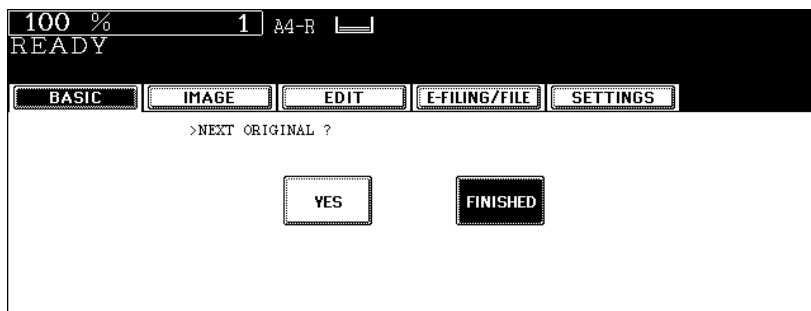 100 % 1 A4-R
READY
BASIC IMAGE EDIT E-FILING/FILE SETTINGS
>NEXT ORIGINAL ?
YES FINISHED